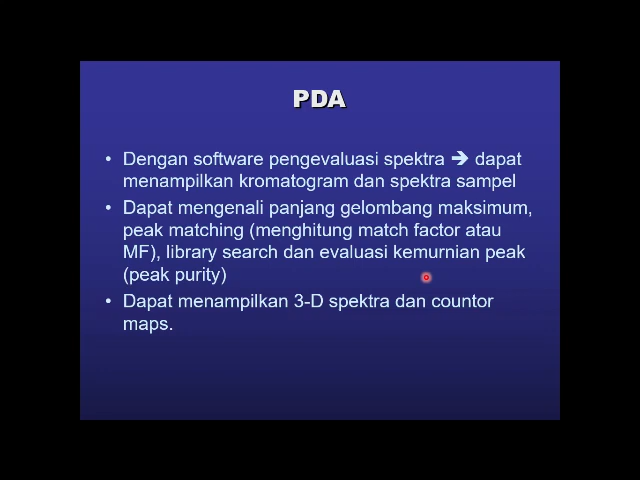 PDA
• Dengan software pengevaluasi spektra ➔ dapat
menampilkan kromatogram dan spektra sampel
• Dapat mengenali panjang gelombang maksimum,
peak matching (menghitung match factor atau
MF), library search dan evaluasi kemurnian peak
(peak purity)
• Dapat menampilkan 3-D spektra dan countor
maps.